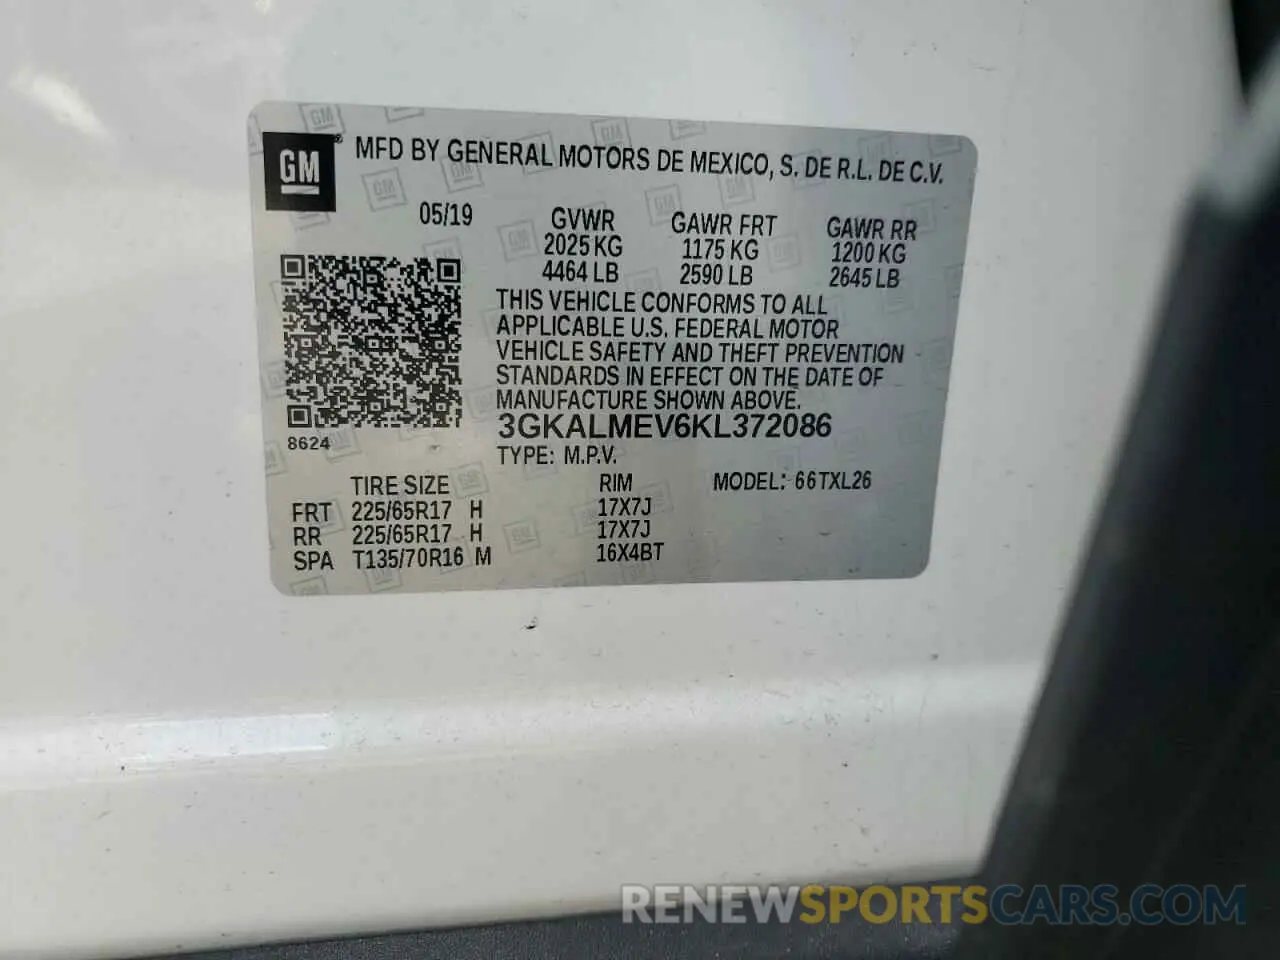 GM® MFD BY GENERAL MOTORS DE MEXICO, S. DE R.L. DE C.V.
05/19 GVWR GAWR FRT GAWR RR
2025 KG 1175 KG 1200 KG
4464 LB 2590 LB 2645 LB
THIS VEHICLE CONFORMS TO ALL
APPLICABLE U.S. FEDERAL MOTOR
VEHICLE SAFETY AND THEFT PREVENTION
STANDARDS IN EFFECT ON THE DATE OF
MANUFACTURE SHOWN ABOVE.
3GKALMEV6KL372086
8624
TYPE: M.P.V.
TIRE SIZE RIM MODEL: 66TXL26
FRT 225/65R17 H 17X7J
RR 225/65R17 H 17X7J
SPA T135/70R16 M 16X4BT
RENEWSPORTSCARS.COM